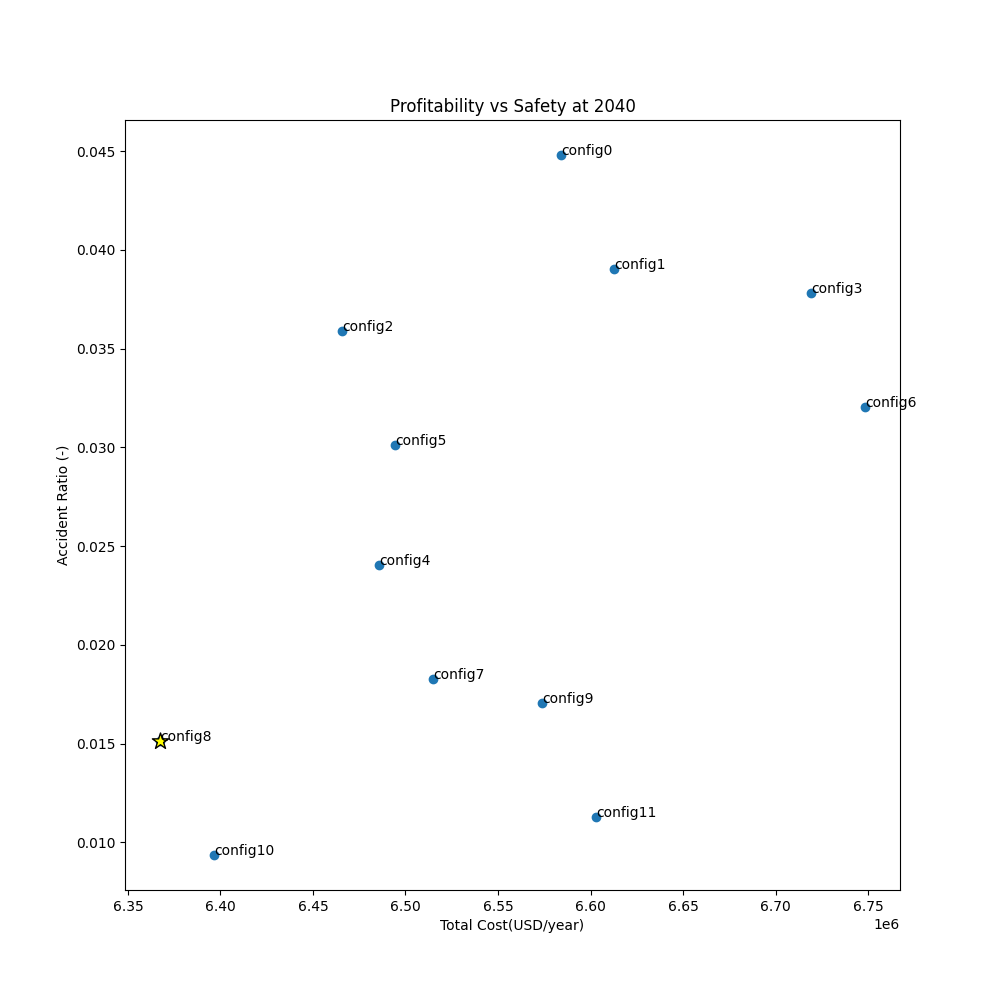 Profitability vs Safety at 2040
0.045
config0
0.040
config1
config3
config2
0.035
config6
config5
0.030
Accident Ratio (-)
0.025
config4
0.020
config7
config9
config8
0.015
config11
0.010
config10
6.35 6.40 6.45 6.50 6.55 6.60 6.65 6.70 6.75
1e6
Total Cost(USD/year)